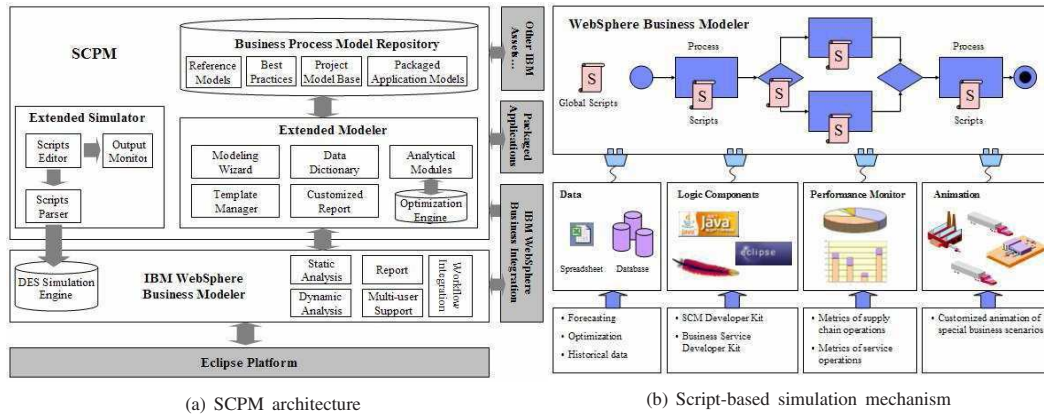 SCPM
Business Process Model Repository
Reference
Models
Best
Practices
Project
Model Base
Packaged
Application Models
Other IBM
Assets...
Extended Simulator
Scripts
Editor
Output
Monitor
Scripts
Parser
Extended Modeler
Modeling
Wizard
Data
Dictionary
Analytical
Modules
Template
Manager
Customized
Report
Optimization
Engine
Packaged
Applications
IBM WebSphere
Business Integration
DES Simulation
Engine
IBM WebSphere
Business Modeler
Static
Analysis
Report
Dynamic
Analysis
Multi-user
Support
Workflow
Integration
Eclipse Platform
(a) SCPM architecture
WebSphere Business Modeler
S
Global Scripts
Process
S
Scripts
S
S
S
Process
S
Scripts
Data
Spreadsheet
Database
Logic Components
Java
eclipse
Performance Monitor
Animation
• Forecasting
• Optimization
• Historical data
• SCM Developer Kit
• Business Service
Developer Kit
• Metrics of supply
chain operations
• Metrics of service
operations
• Customized animation of
special business scenarios
(b) Script-based simulation mechanism